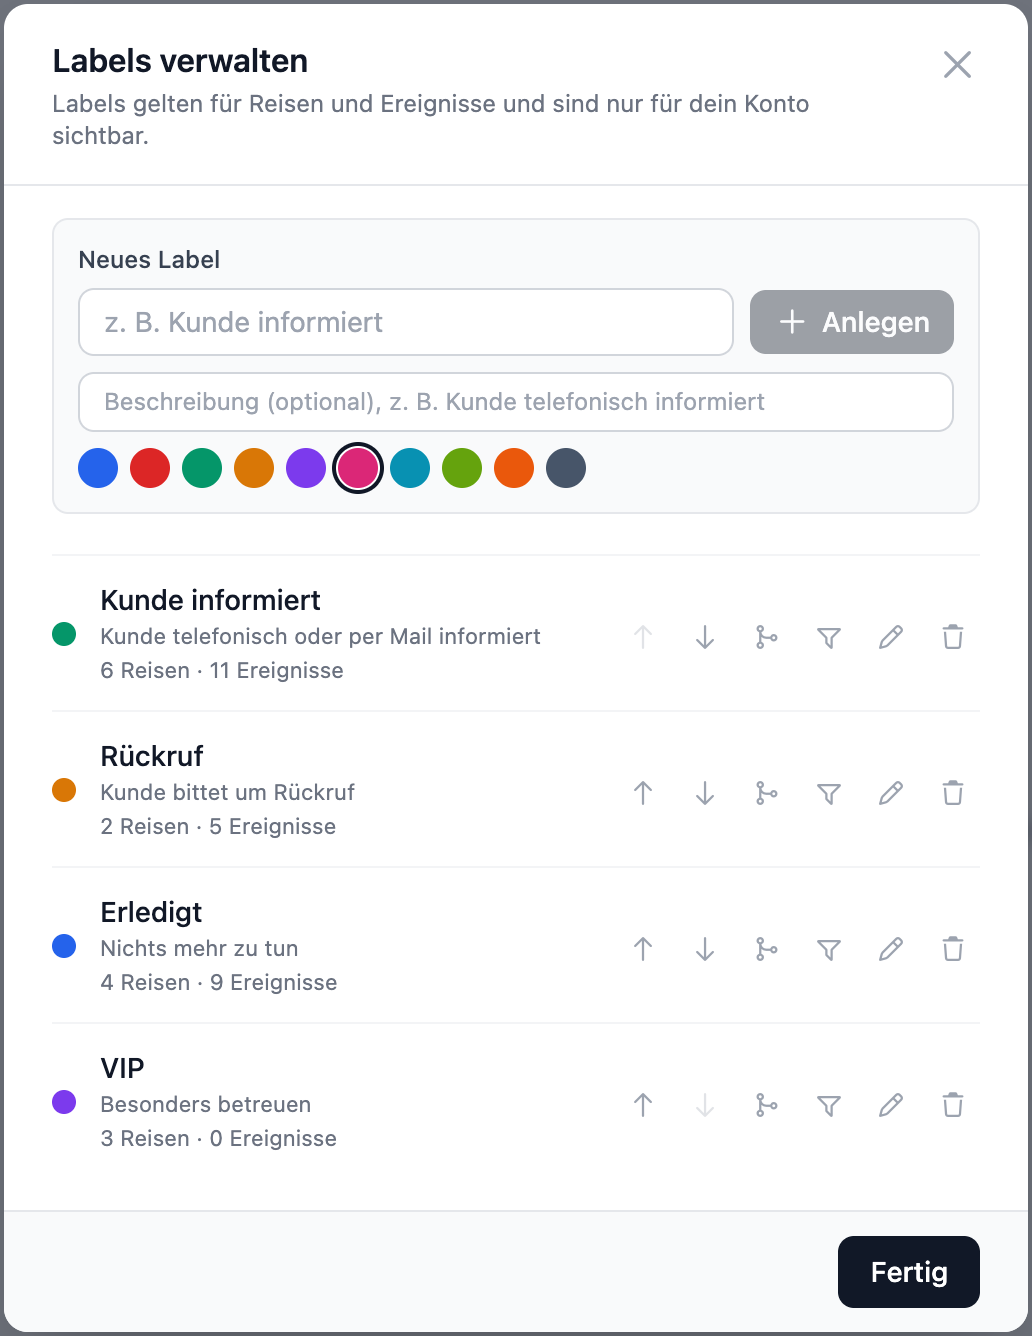 Labels verwalten
Labels gelten für Reisen und Ereignisse und sind nur für dein Konto
sichtbar.
Neues Label
z. B. Kunde informiert
Anlegen
Beschreibung (optional), z. B. Kunde telefonisch informiert
Kunde informiert
Kunde telefonisch oder per Mail informiert
6 Reisen · 11 Ereignisse
Rückruf
Kunde bittet um Rückruf
2 Reisen · 5 Ereignisse
Erledigt
Nichts mehr zu tun
4 Reisen · 9 Ereignisse
VIP
Besonders betreuen
3 Reisen · 0 Ereignisse
Fertig